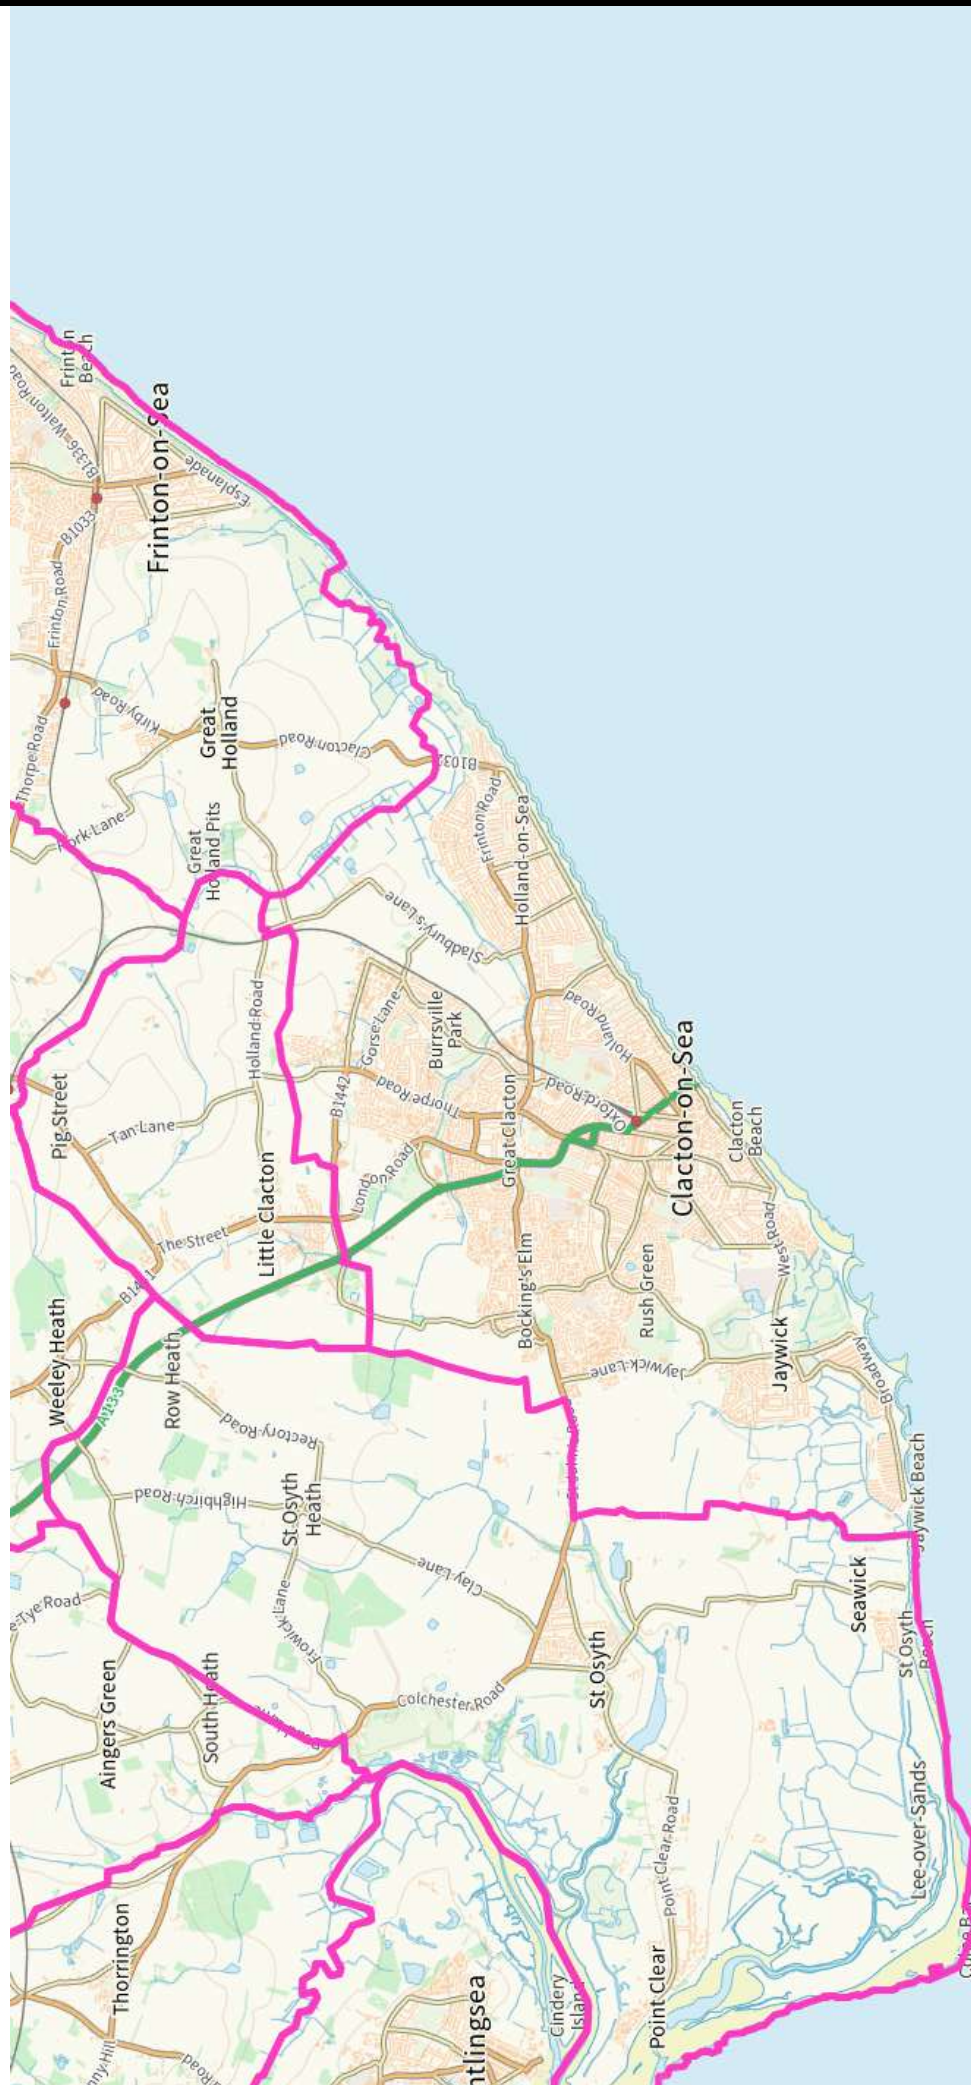 Frinton
Beach
B1336-Walton Road
Frinton-on-Sea
Esplanade
B1033
Frinton Road
Thorpe Road
Kirby Road
Great
Holland
Clacton Road
B1032
Great
Holland Pits
Frinton Road
Holland-on-Sea
Sladbury's Lane
Holland Road
Gorse Lane
Burrsville
Park
Holland Road
B1442
Thorpe Road
Oxford Road
Clacton-on-Sea
Pig Street
Tan Lane
Great Clacton
Clacton
Beach
London Road
Little Clacton
The Street
Bocking's Elm
West Road
Rush Green
Weeley Heath
Row Heath
Jaywick
Jaywick Lane
Broadway
A133
Rectory Road
Highbirch Road
St Osyth
Heath
Jaywick Beach
Clay Lane
Seawick
Frowick Lane
St Osyth
St Osyth
Beach
Aingers Green
South Heath
Colchester Road
Lee-over-Sands
Point Clear Road
Thorrington
Point Clear
Cindery
Island